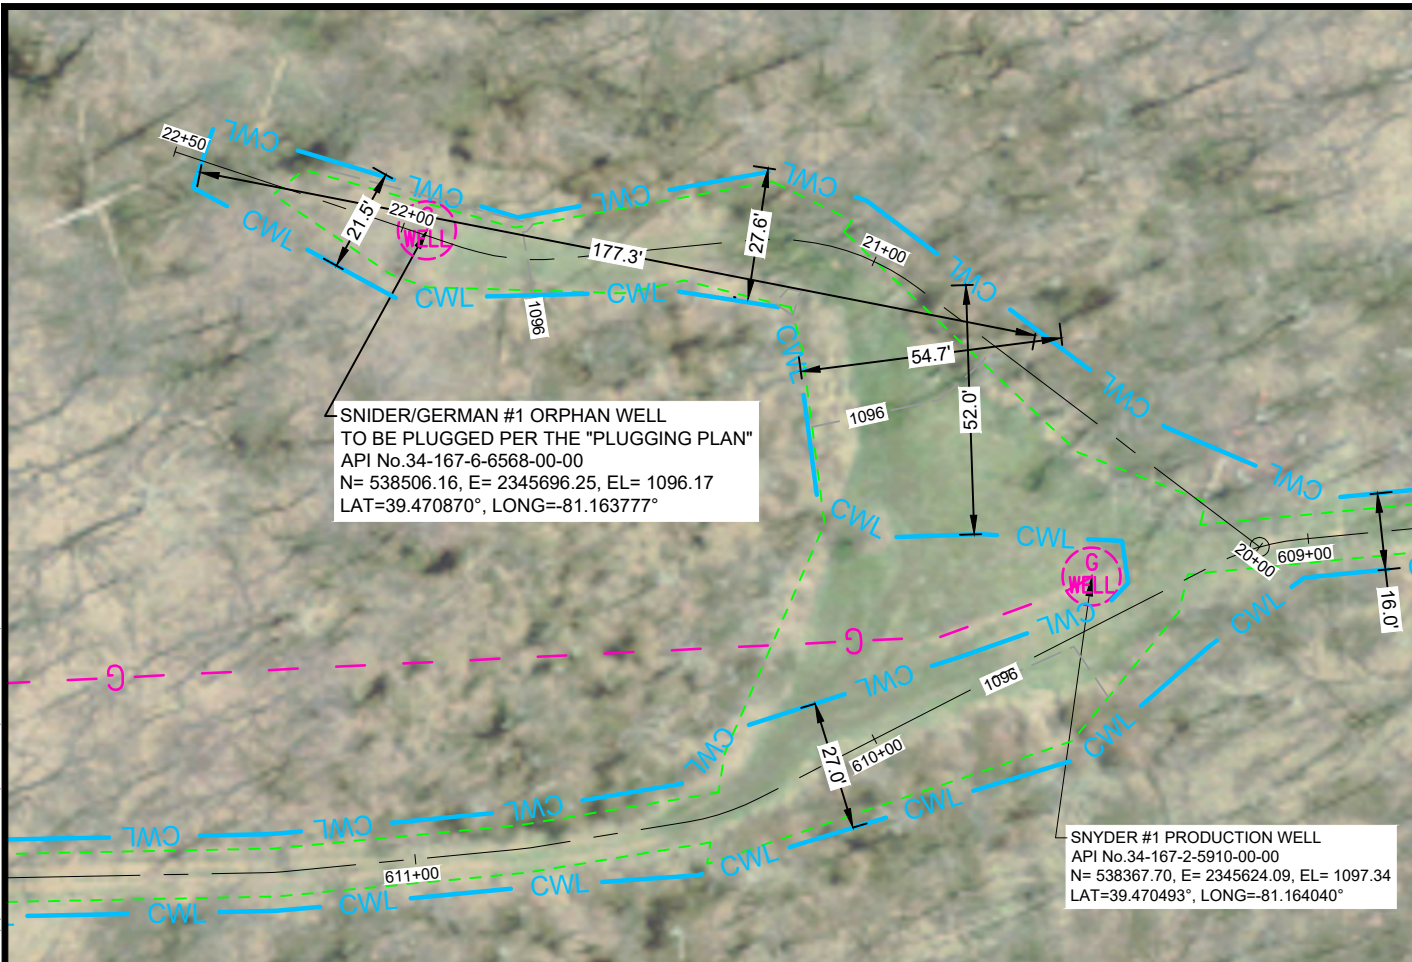 22+50
CWL
CWL
CWL
CWL
21.5'
22+00
G
WELL
CWL
177.3'
27.6'
21+00
CWL
CWL
CWL
1096
CWL
54.7'
CWL
1096
52.0'
SNIDER/GERMAN #1 ORPHAN WELL
TO BE PLUGGED PER THE "PLUGGING PLAN"
API No.34-167-6-6568-00-00
N= 538506.16, E= 2345696.25, EL= 1096.17
LAT=39.470870°, LONG=-81.163777°
CWL
CWL
CWL
20+00
609+00
G
WELL
16.0'
CWL
CWL
G
G
CWL
1096
CWL
CWL
27.0'
610+00
CWL
CWL
CWL
CWL
SNYDER #1 PRODUCTION WELL
API No.34-167-2-5910-00-00
N= 538367.70, E= 2345624.09, EL= 1097.34
LAT=39.470493°, LONG=-81.164040°
CWL
611+00
CWL
CWL
CWL